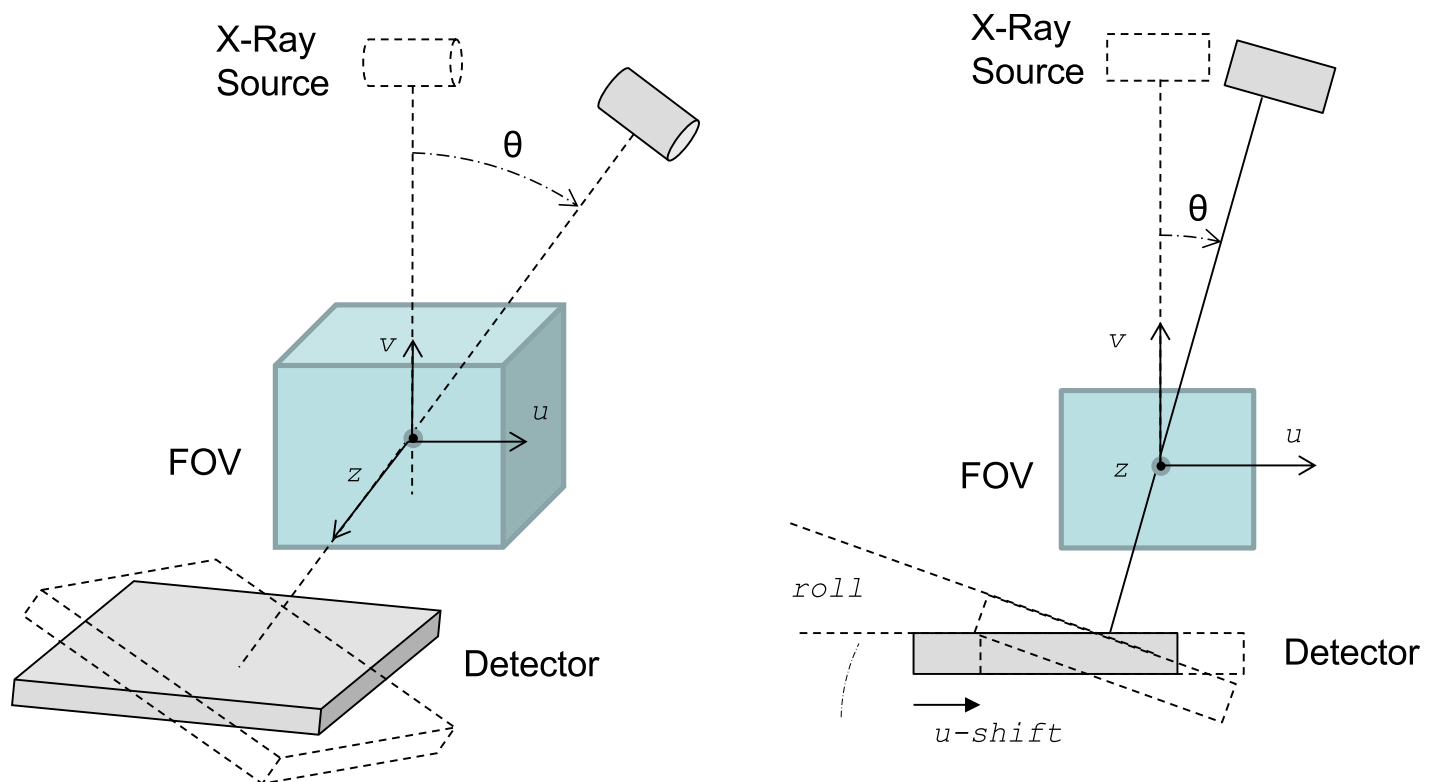 X-Ray
Source
θ
v
u
FOV
z
Detector
X-Ray
Source
θ
v
u
z
FOV
roll
Detector
u-shift